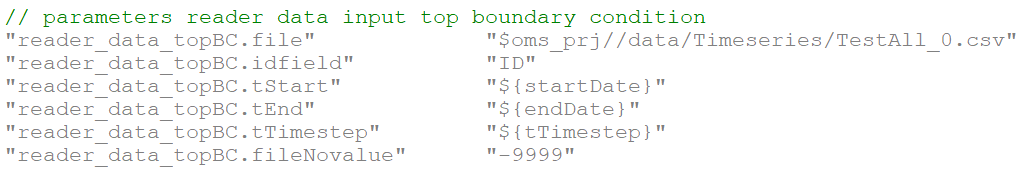 // parameters reader data input top boundary condition
"reader_data_topBC.file" "$oms_prj//data/Timeseries/TestAll_0.csv"
"reader_data_topBC.idfield" "ID"
"reader_data_topBC.tStart" "${startDate}"
"reader_data_topBC.tEnd" "${endDate}"
"reader_data_topBC.tTimestep" "${tTimestep}"
"reader_data_topBC.fileNovalue" "-9999"